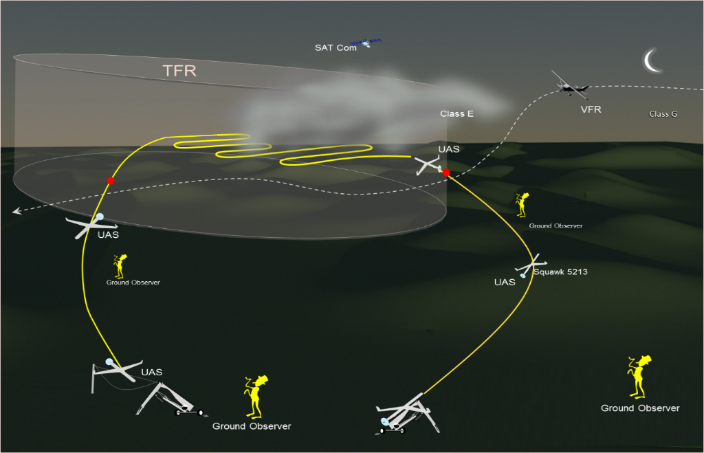 SAT Com
TFR
Class E
VFR
Class G
UAS
UAS
Ground Observer
Ground Observer
UAS
Squawk 5213
UAS
Ground Observer
Ground Observer